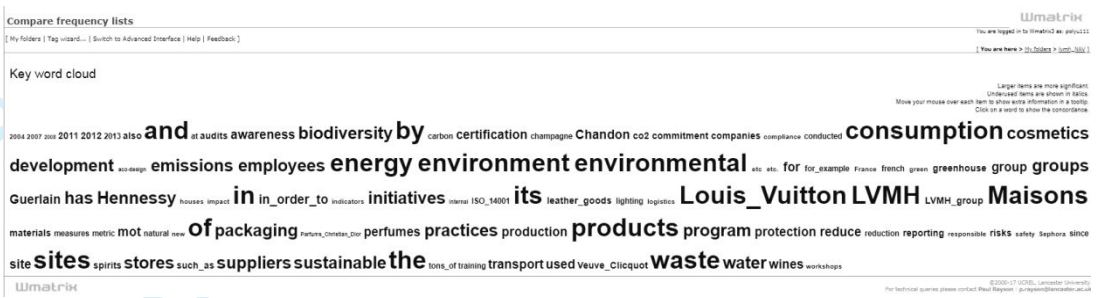 Compare frequency lists
Wmatrix
You are logged in to Wmatrix3 as: polyu111
[ My folders | Tag wizard... | Switch to Advanced Interface | Help | Feedback ]
[ You are here > My folders > lvmh_NAV ]
Key word cloud
Larger items are more significant.
Underused items are shown in italics.
Move your mouse over each item to show extra information in a tooltip.
Click on a word to show the concordance.
2004 2007 2008 2011 2012 2013 also and at audits awareness biodiversity by carbon certification champagne Chandon co2 commitment companies compliance conducted consumption cosmetics
development eco-design emissions employees energy environment environmental etc etc. for for_example France french green greenhouse group groups
Guerlain has Hennessy houses impact in in_order_to indicators initiatives internal ISO_14001 its leather_goods lighting logistics Louis_Vuitton LVMH LVMH_group Maisons
materials measures metric mot natural new of packaging Parfums_Christian_Dior perfumes practices production products program protection reduce reduction reporting responsible risks safety Sephora since
site sites spirits stores such_as suppliers sustainable the tons_of training transport used Veuve_Clicquot waste water wines workshops
Wmatrix
©2000-17 UCREL, Lancaster University
For technical queries please contact Paul Rayson : p.rayson@lancaster.ac.uk